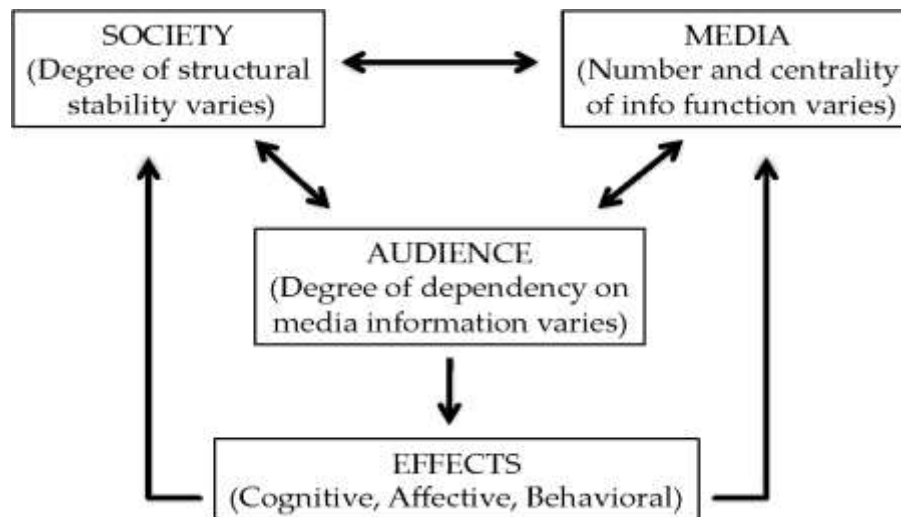 SOCIETY
(Degree of structural
stability varies)
MEDIA
(Number and centrality
of info function varies)
AUDIENCE
(Degree of dependency on
media information varies)
EFFECTS
(Cognitive, Affective, Behavioral)